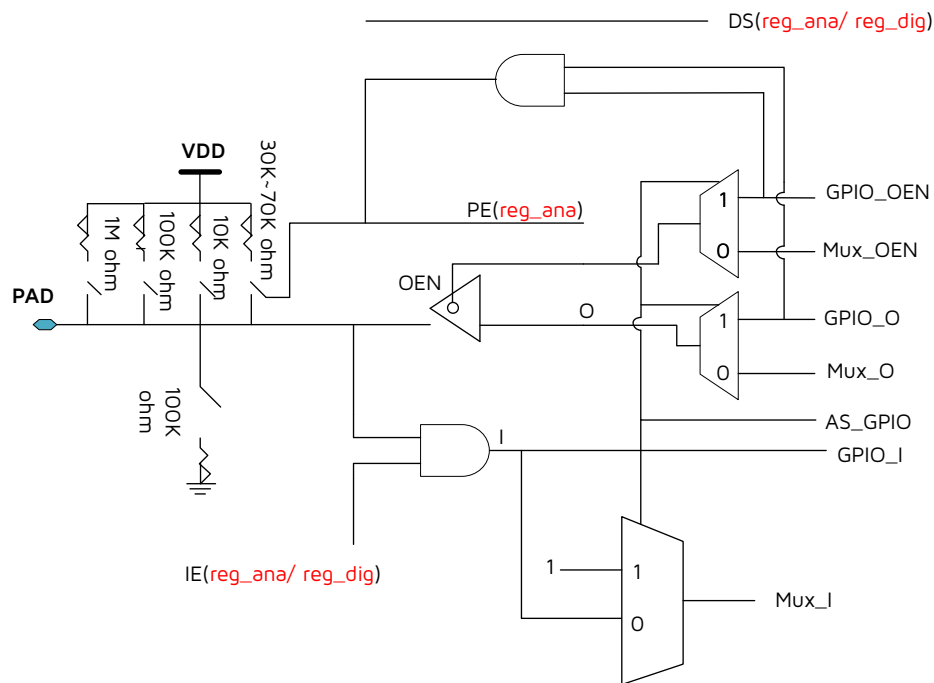 DS(reg_ana/ reg_dig)
VDD
30K~70K ohm
10K ohm
100K ohm
1M ohm
PE(reg_ana)
1
GPIO_OEN
0
Mux_OEN
OEN
PAD
O
1
GPIO_O
0
Mux_O
100K
ohm
AS_GPIO
I
GPIO_I
IE(reg_ana/ reg_dig)
1
1
0
Mux_I